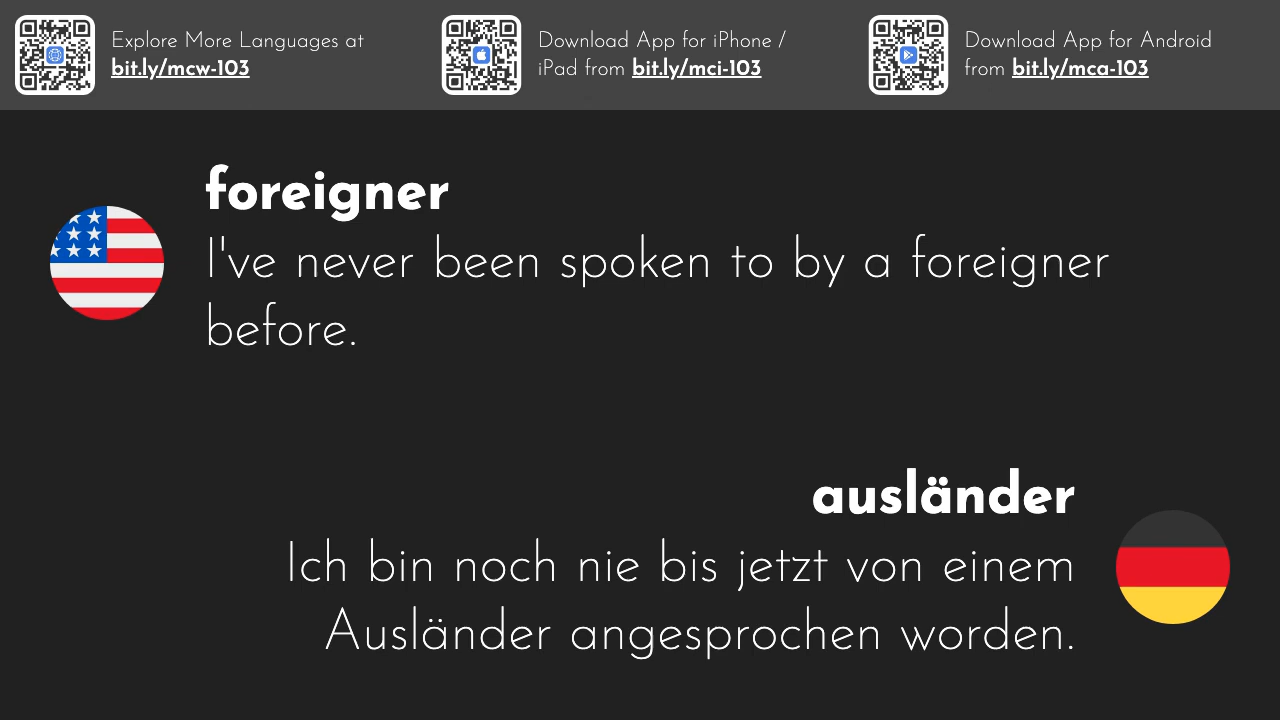 Explore More Languages at
bit.ly/mcw-103
Download App for iPhone /
iPad from bit.ly/mci-103
Download App for Android
from bit.ly/mca-103
foreigner
I've never been spoken to by a foreigner
before.
ausländer
Ich bin noch nie bis jetzt von einem
Ausländer angesprochen worden.